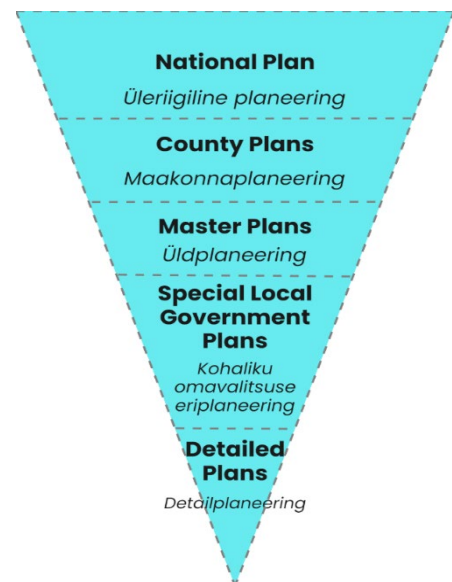 National Plan
Üleriigiline planeering
County Plans
Maakonnaplaneering
Master Plans
Üldplaneering
Special Local
Government
Plans
Kohaliku
omavalitsuse
eriplaneering
Detailed
Plans
Detailplaneering